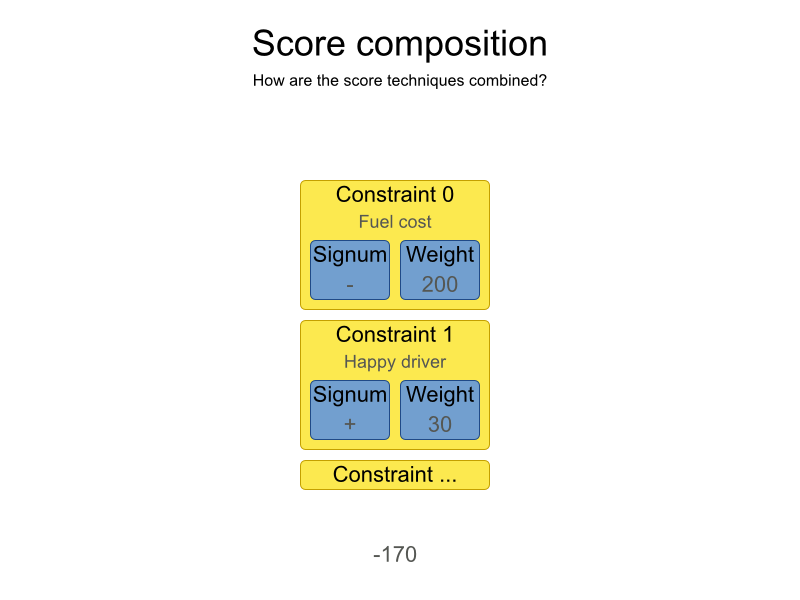 Score composition
How are the score techniques combined?
Constraint 0
Fuel cost
Signum Weight
- 200
Constraint 1
Happy driver
Signum Weight
+ 30
Constraint ...
-170